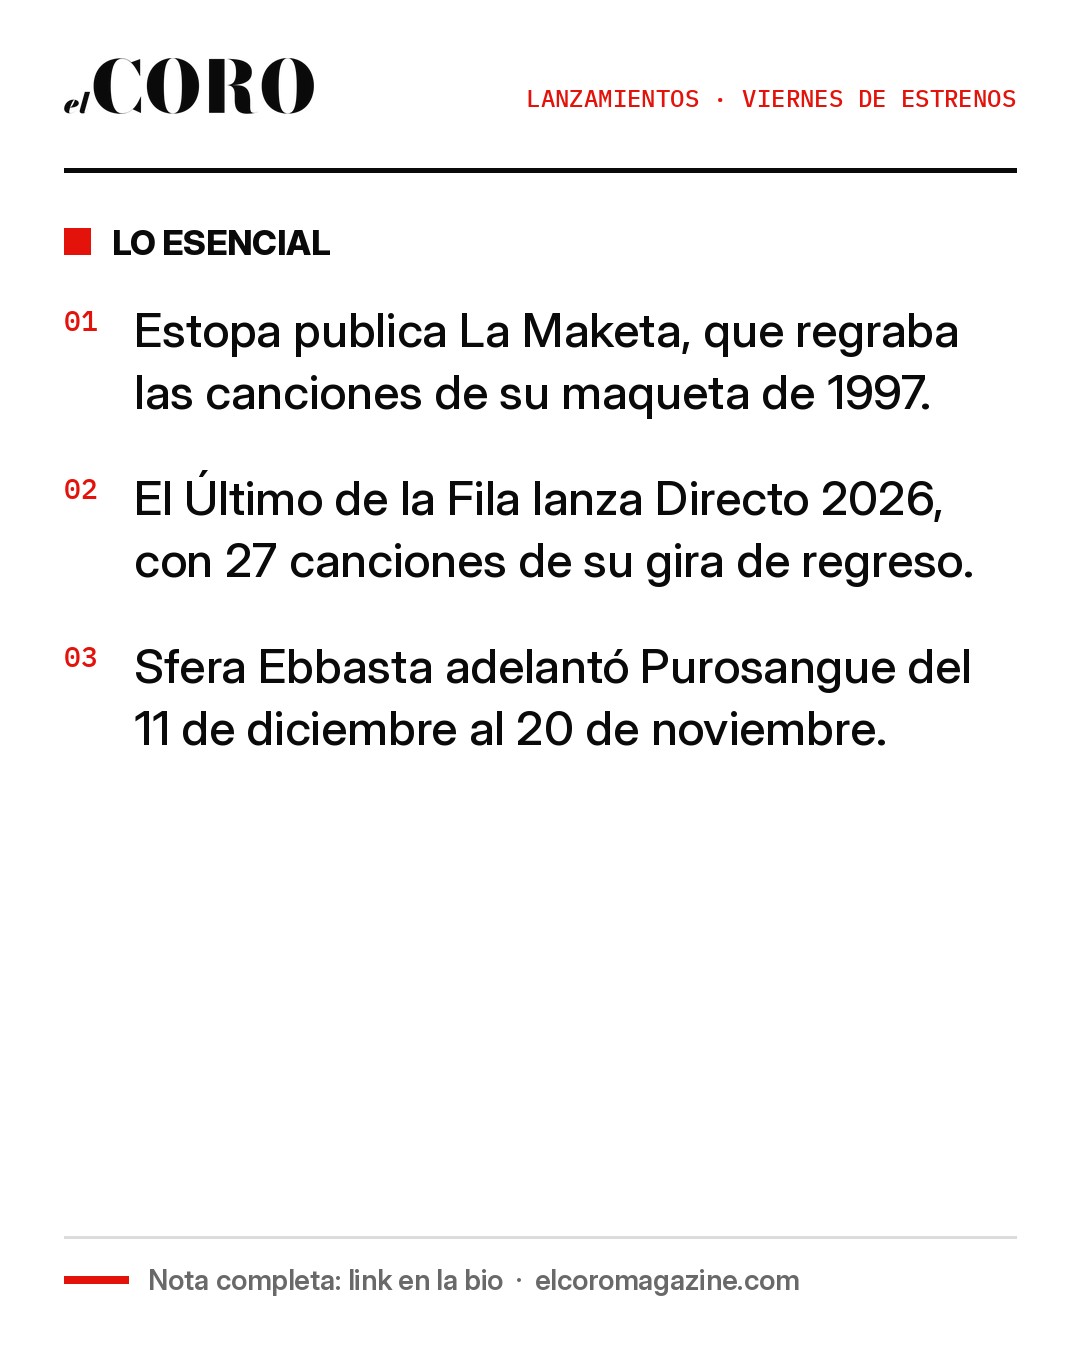 el CORO
LANZAMIENTOS · VIERNES DE ESTRENOS
LO ESENCIAL
01 Estopa publica La Maketa, que regraba
las canciones de su maqueta de 1997.
02 El Último de la Fila lanza Directo 2026,
con 27 canciones de su gira de regreso.
03 Sfera Ebbasta adelantó Purosangue del
11 de diciembre al 20 de noviembre.
Nota completa: link en la bio · elcoromagazine.com